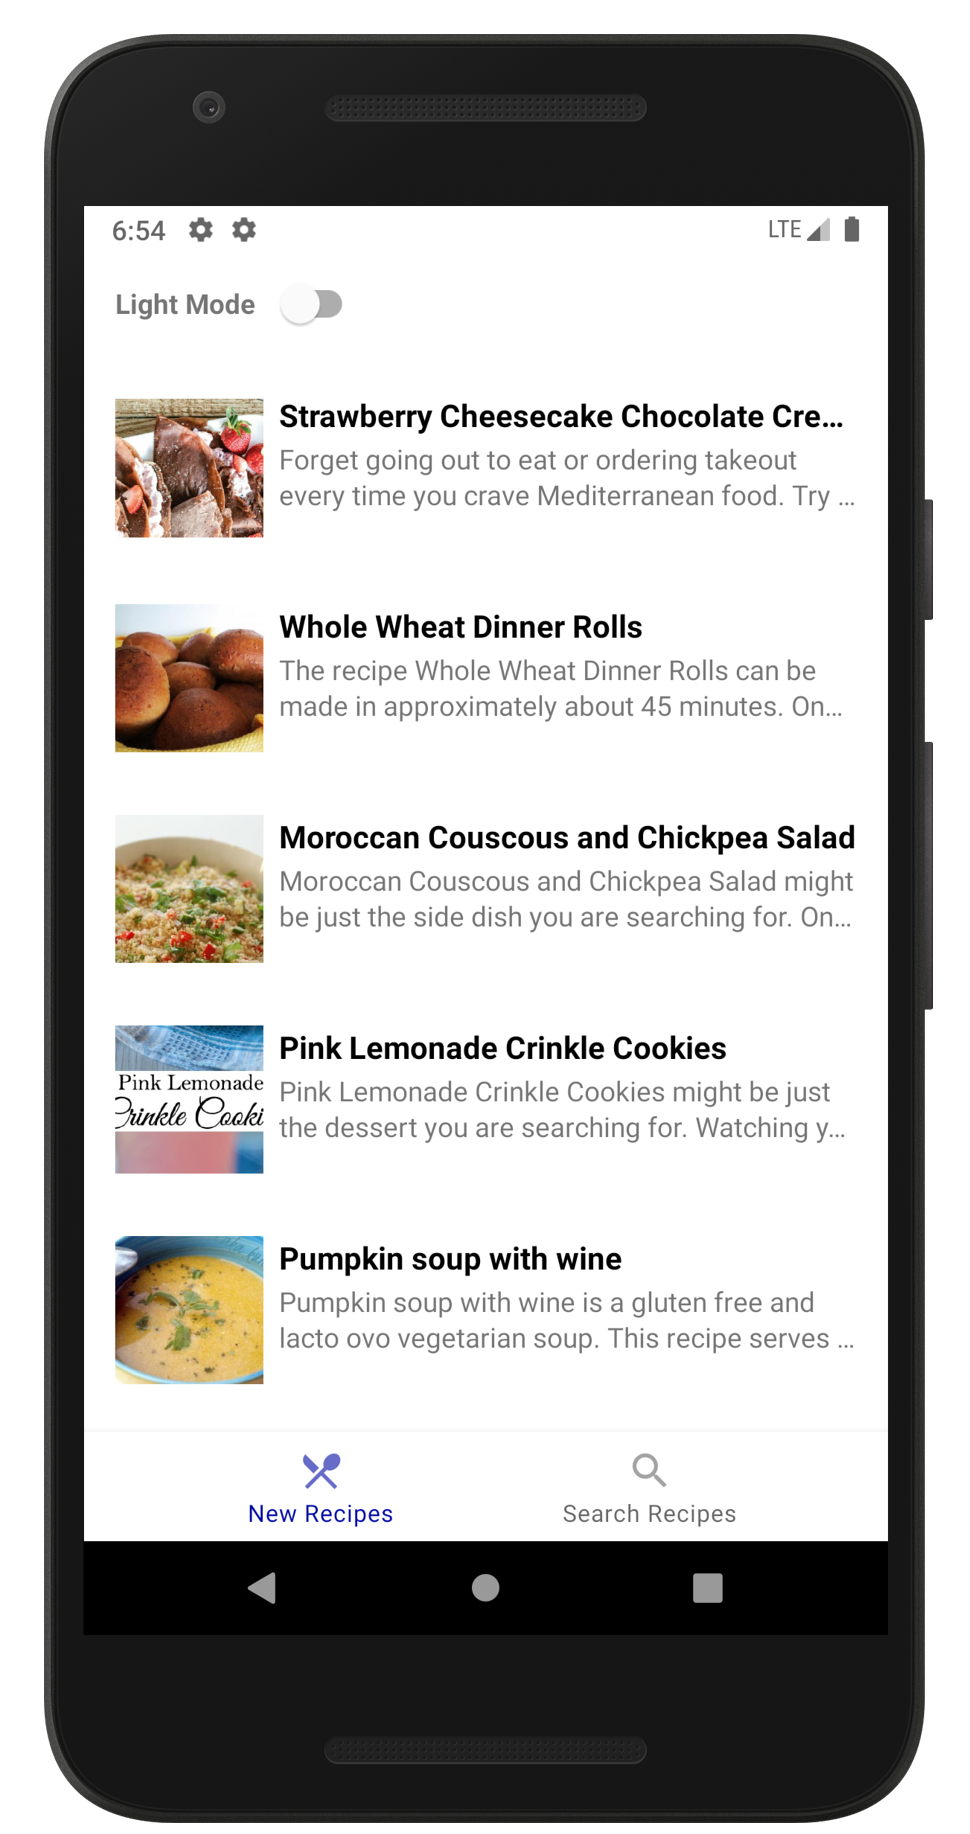 6:54 LTE
Light Mode
Strawberry Cheesecake Chocolate Cre...
Forget going out to eat or ordering takeout
every time you crave Mediterranean food. Try ...
Whole Wheat Dinner Rolls
The recipe Whole Wheat Dinner Rolls can be
made in approximately about 45 minutes. On...
Moroccan Couscous and Chickpea Salad
Moroccan Couscous and Chickpea Salad might
be just the side dish you are searching for. On...
Pink Lemonade
Crinkle Cooki
Pink Lemonade Crinkle Cookies
Pink Lemonade Crinkle Cookies might be just
the dessert you are searching for. Watching y...
Pumpkin soup with wine
Pumpkin soup with wine is a gluten free and
lacto ovo vegetarian soup. This recipe serves ...
New Recipes
Search Recipes